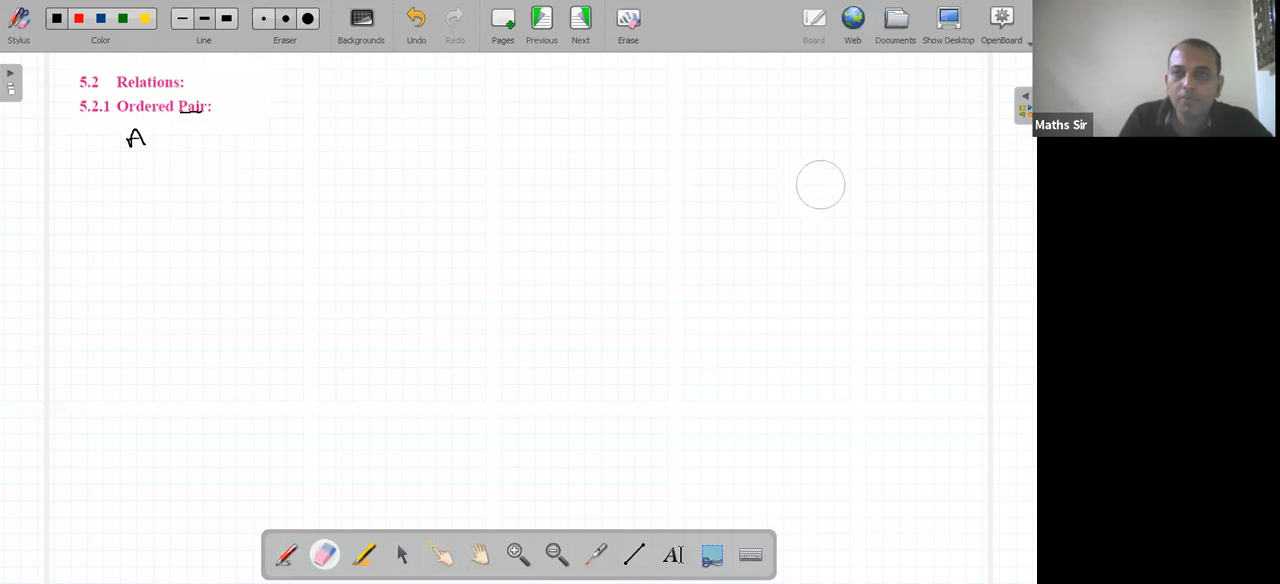 Stylus
Color
Line
Eraser
Backgrounds
Undo
Redo
Pages
Previous
Next
Erase
Board
Web
Documents
Show Desktop
OpenBoard
5.2 Relations:
5.2.1 Ordered Pair:
A
Maths Sir
A